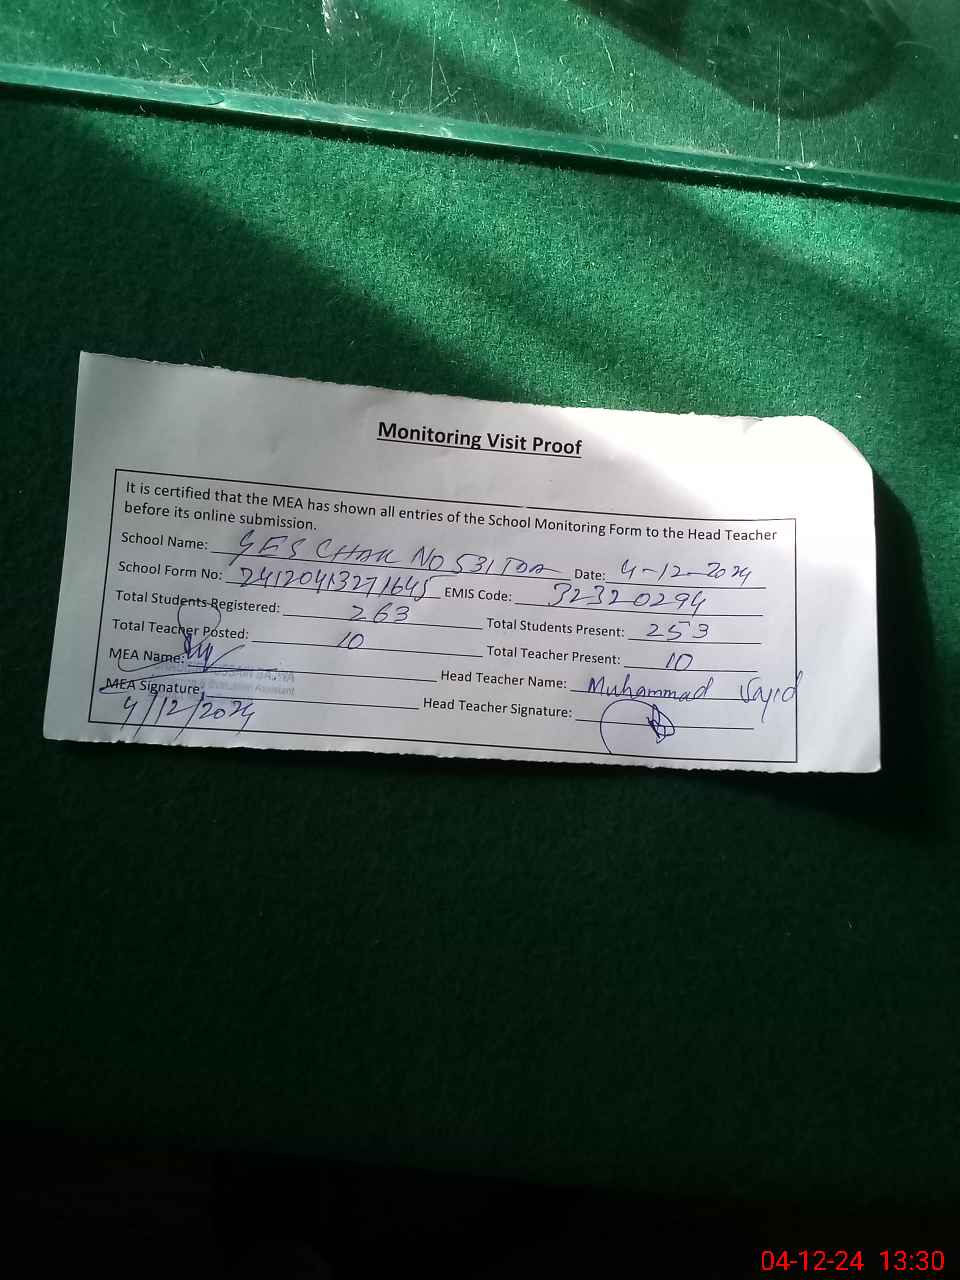 Monitoring Visit Proof
It is certified that the MEA has shown all entries of the School Monitoring Form to the Head Teacher
before its online submission.
School Name: GES CHAK NO 531 TDA Date: 4-12-2024
School Form No: 24120413271645 EMIS Code: 32320294
Total Students Registered: 263 Total Students Present: 253
Total Teacher Posted: 10 Total Teacher Present: 10
MEA Name: HUSSAIN Head Teacher Name: Muhammad Sajid
MEA Signature: & Evaluation Assistant Head Teacher Signature:
4/12/2024
04-12-24 13:30